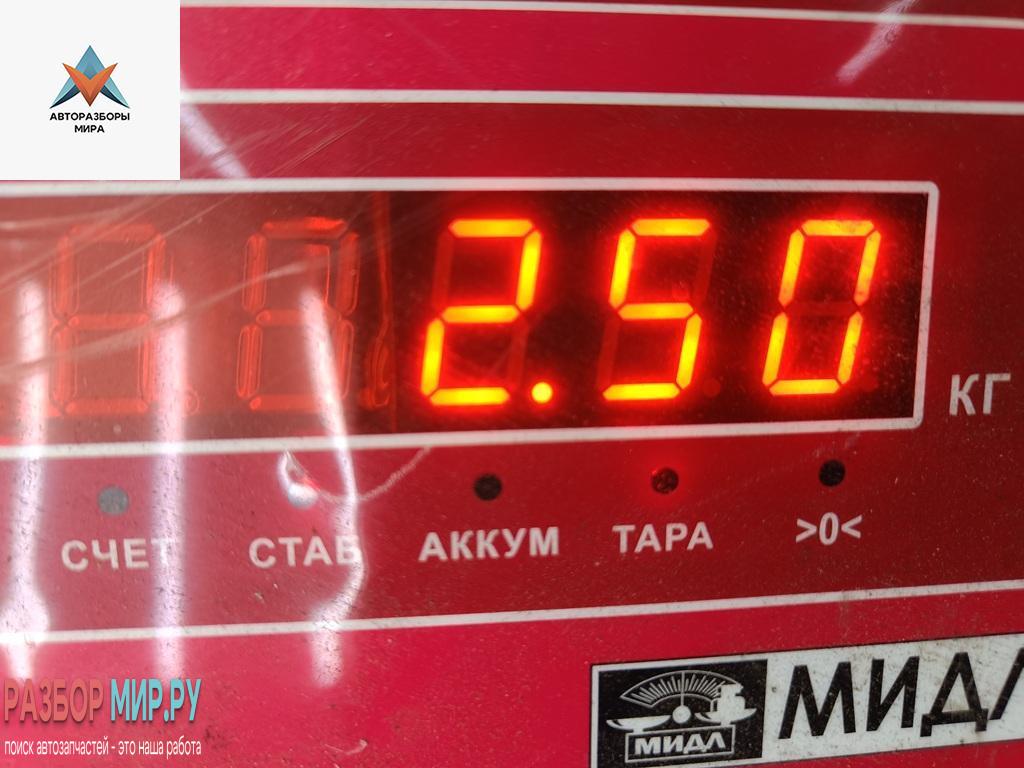 АВТОРАЗБОРЫ
МИРА
2.50
КГ
СЧЕТ СТАБ АККУМ ТАРА >0<
МИДЛ
МИДЛ
РАЗБОР МИР.РУ
поиск автозапчастей - это наша работа